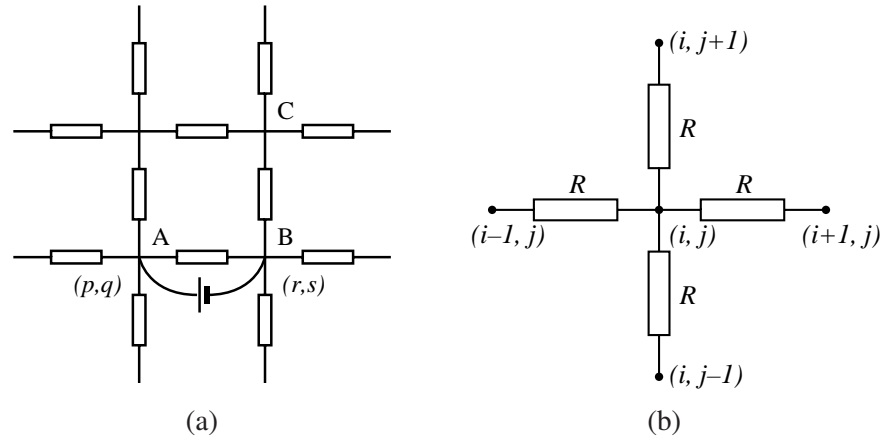 C
A
B
(p,q)
(r,s)
(a)
(i, j+1)
R
R
R
(i–1, j)
(i, j)
(i+1, j)
R
(i, j–1)
(b)